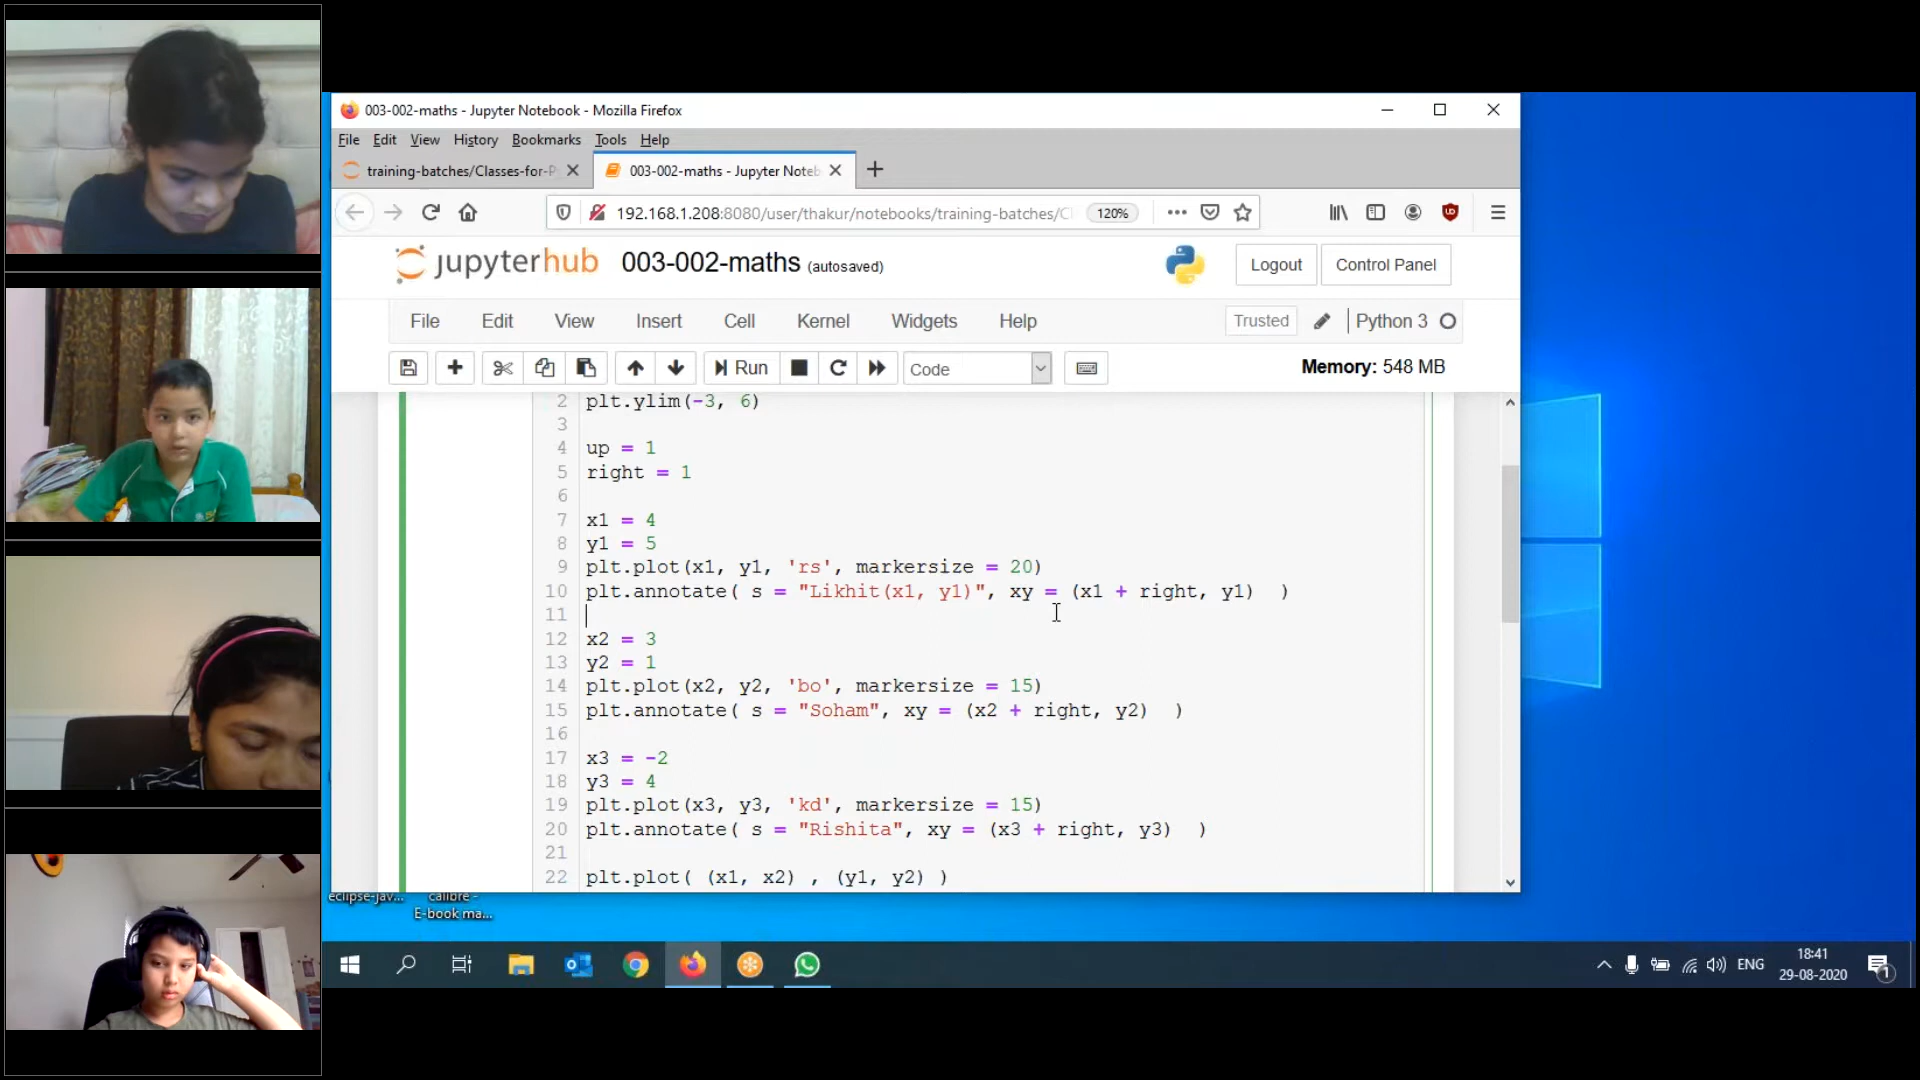 003-002-maths - Jupyter Notebook - Mozilla Firefox
File Edit View History Bookmarks Tools Help
training-batches/Classes-for-P
003-002-maths - Jupyter Noteb
192.168.1.208:8080/user/thakur/notebooks/training-batches/C
120%
jupyterhub 003-002-maths (autosaved)
Logout Control Panel
File Edit View Insert Cell Kernel Widgets Help
Trusted Python 3
Run Code Memory: 548 MB
2 plt.ylim(-3, 6)
3
4 up = 1
5 right = 1
6
7 x1 = 4
8 y1 = 5
9 plt.plot(x1, y1, 'rs', markersize = 20)
10 plt.annotate( s = "Likhit(x1, y1)", xy = (x1 + right, y1)  )
11
12 x2 = 3
13 y2 = 1
14 plt.plot(x2, y2, 'bo', markersize = 15)
15 plt.annotate( s = "Soham", xy = (x2 + right, y2)  )
16
17 x3 = -2
18 y3 = 4
19 plt.plot(x3, y3, 'kd', markersize = 15)
20 plt.annotate( s = "Rishita", xy = (x3 + right, y3)  )
21
22 plt.plot( (x1, x2) , (y1, y2) )
eclipse-jav... calibre -
E-book ma...
ENG
18:41
29-08-2020
1